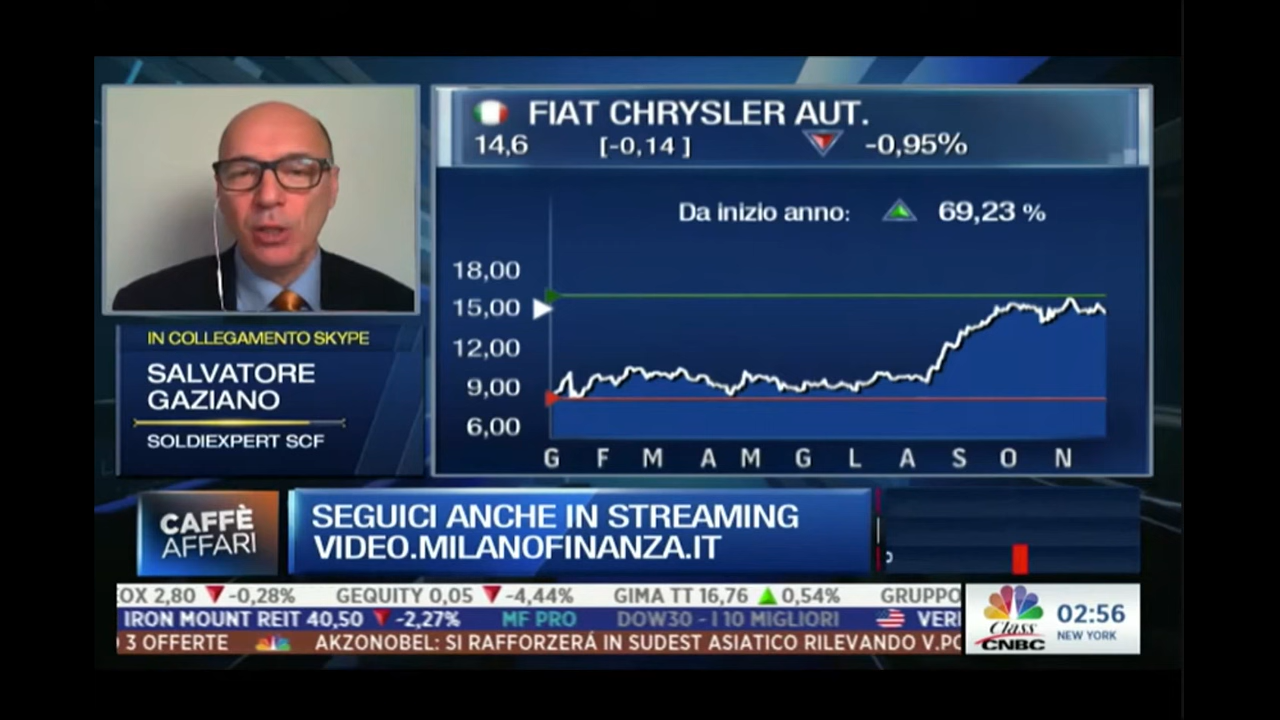 FIAT CHRYSLER AUT.
14,6 [-0,14 ] -0,95%
Da inizio anno: 69,23 %
18,00
15,00
12,00
9,00
6,00
G F M A M G L A S O N
IN COLLEGAMENTO SKYPE
SALVATORE
GAZIANO
SOLDIEXPERT SCF
CAFFÈ
AFFARI
SEGUICI ANCHE IN STREAMING
VIDEO.MILANOFINANZA.IT
OX 2,80 -0,28% GEQUITY 0,05 -4,44% GIMA TT 16,76 0,54% GRUPPO
IRON MOUNT REIT 40,50 -2,27% MF PRO DOW30 - I 10 MIGLIORI VERI
3 OFFERTE AKZONOBEL: SI RAFFORZERÁ IN SUDEST ASIATICO RILEVANDO V.PO
Class
CNBC
02:56
NEW YORK